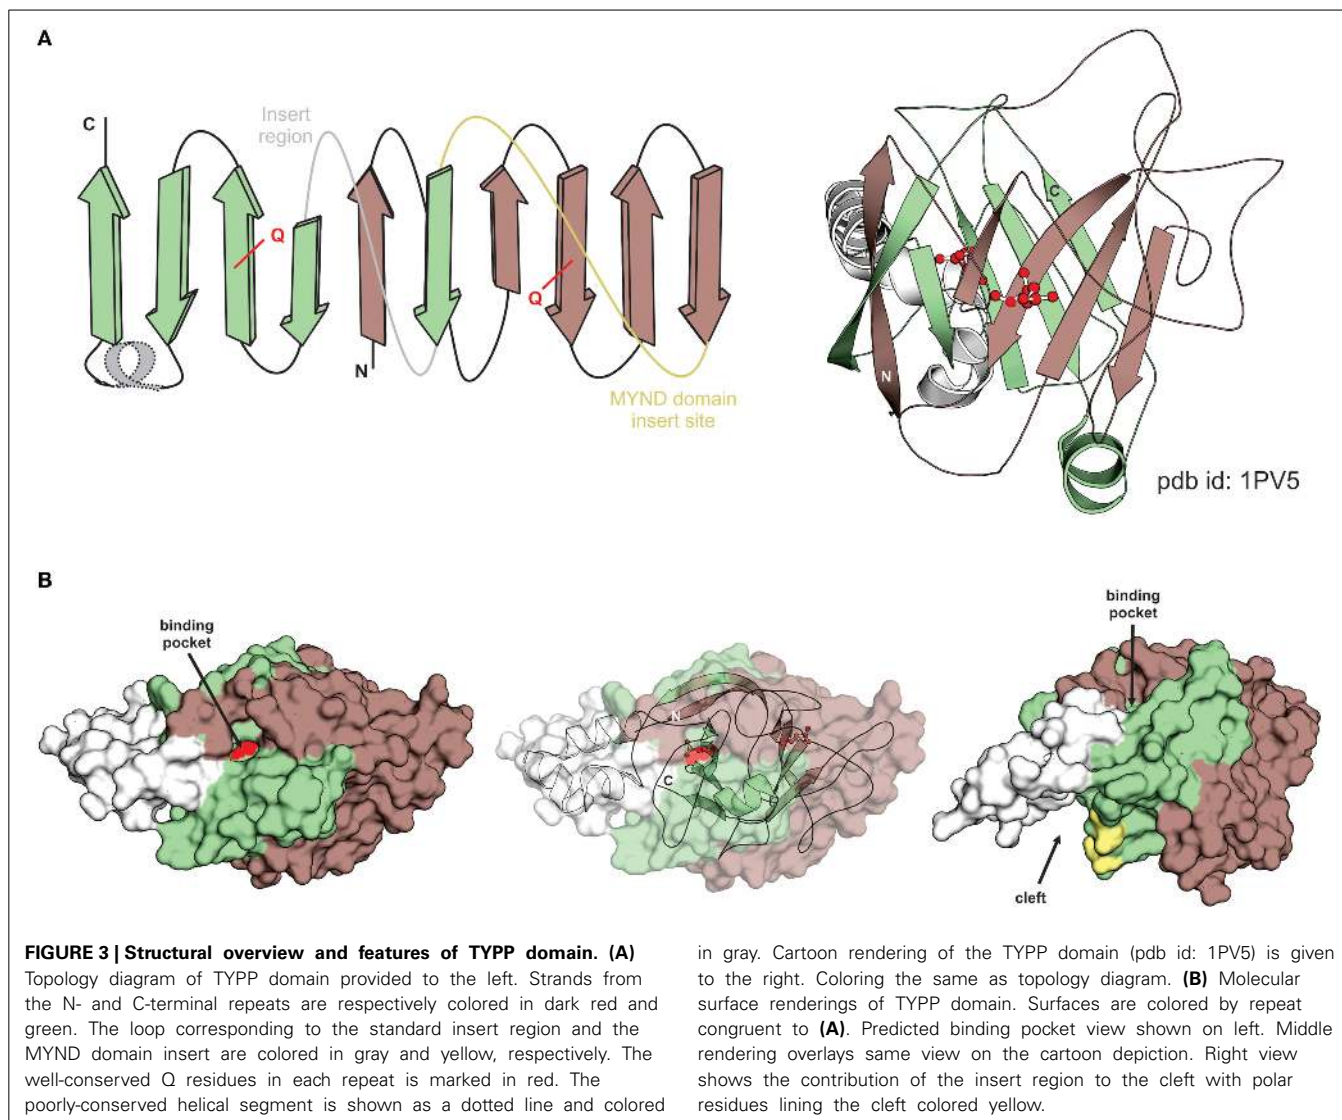 A
C
Insert
region
Q
Q
N
MYND domain
insert site
C
N
pdb id: 1PV5
B
binding
pocket
N
C
binding
pocket
cleft
FIGURE 3 | Structural overview and features of TYPP domain. (A)
Topology diagram of TYPP domain provided to the left. Strands from
the N- and C-terminal repeats are respectively colored in dark red and
green. The loop corresponding to the standard insert region and the
MYND domain insert are colored in gray and yellow, respectively. The
well-conserved Q residues in each repeat is marked in red. The
poorly-conserved helical segment is shown as a dotted line and colored
in gray. Cartoon rendering of the TYPP domain (pdb id: 1PV5) is given
to the right. Coloring the same as topology diagram. (B) Molecular
surface renderings of TYPP domain. Surfaces are colored by repeat
congruent to (A). Predicted binding pocket view shown on left. Middle
rendering overlays same view on the cartoon depiction. Right view
shows the contribution of the insert region to the cleft with polar
residues lining the cleft colored yellow.